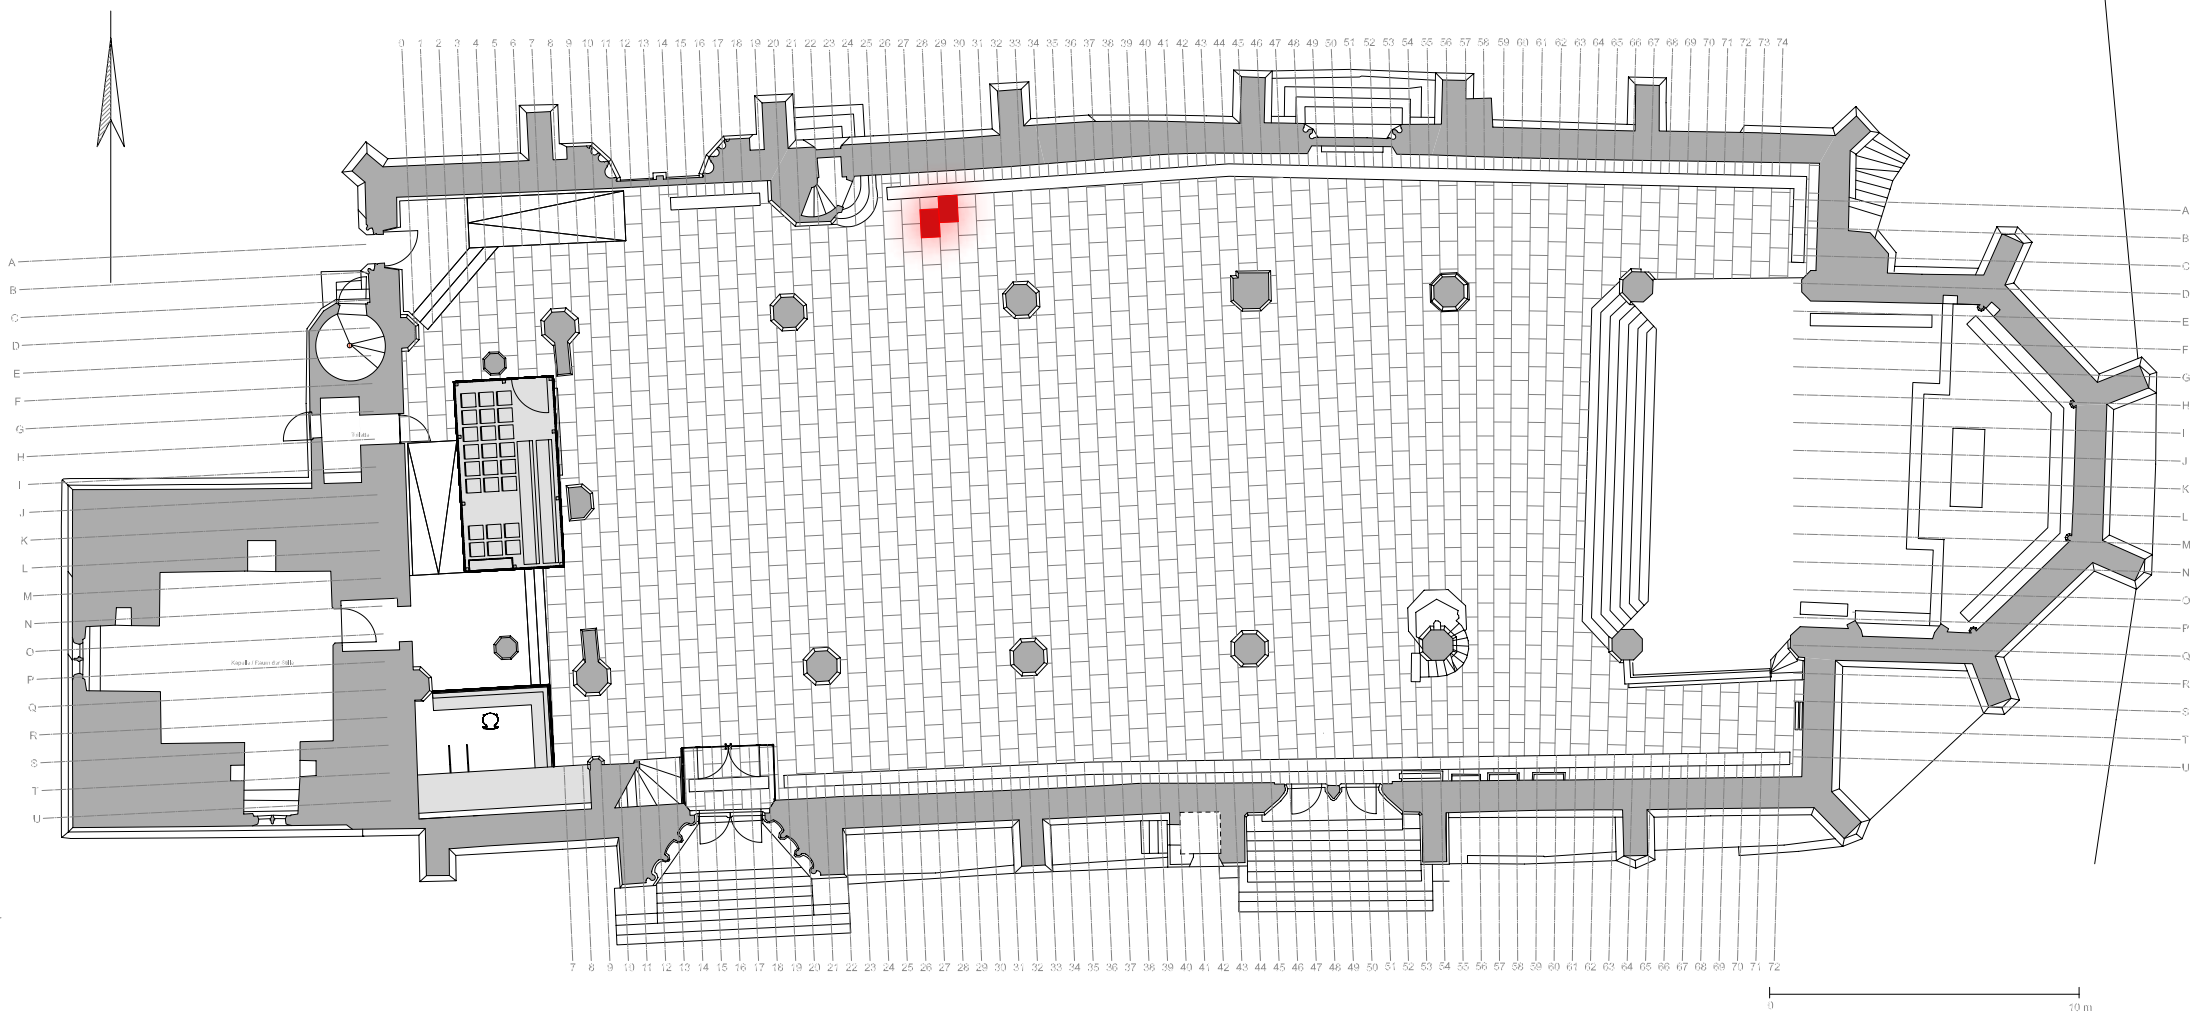 0 1 2 3 4 5 6 7 8 9 10 11 12 13 14 15 16 17 18 19 20 21 22 23 24 25 26 27 28 29 30 31 32 33 34 35 36 37 38 39 40 41 42 43 44 45 46 47 48 49 50 51 52 53 54 55 56 57 58 59 60 61 62 63 64 65 66 67 68 69 70 71 72 73 74
A
B
C
D
E
F
G
H
I
J
K
L
M
N
O
P
Q
R
S
T
U
A
B
C
D
E
F
G
H
I
J
K
L
M
N
O
P
Q
R
S
T
U
7 8 9 10 11 12 13 14 15 16 17 18 19 20 21 22 23 24 25 26 27 28 29 30 31 32 33 34 35 36 37 38 39 40 41 42 43 44 45 46 47 48 49 50 51 52 53 54 55 56 57 58 59 60 61 62 63 64 65 66 67 68 69 70 71 72
0 10 m